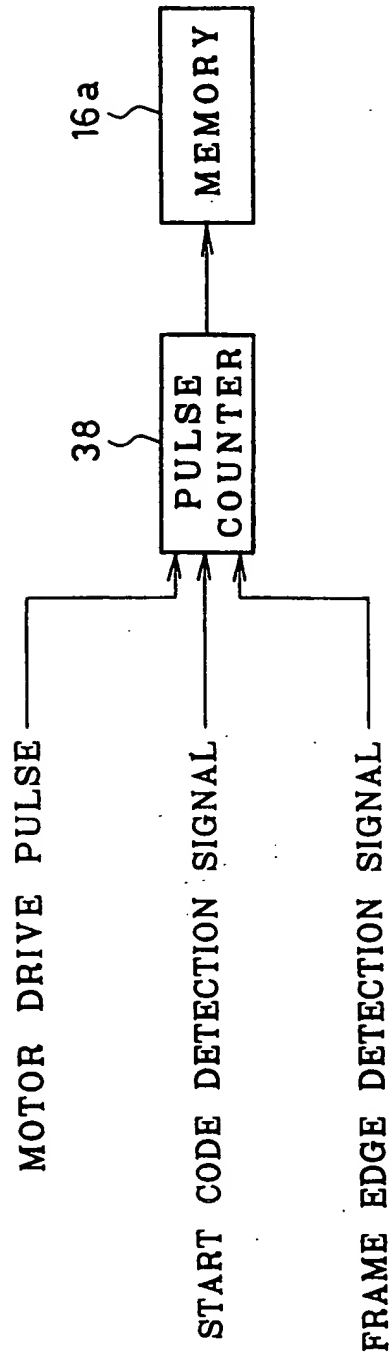 MOTOR DRIVE PULSE
START CODE DETECTION SIGNAL
FRAME EDGE DETECTION SIGNAL
38
PULSE
COUNTER
16a
MEMORY